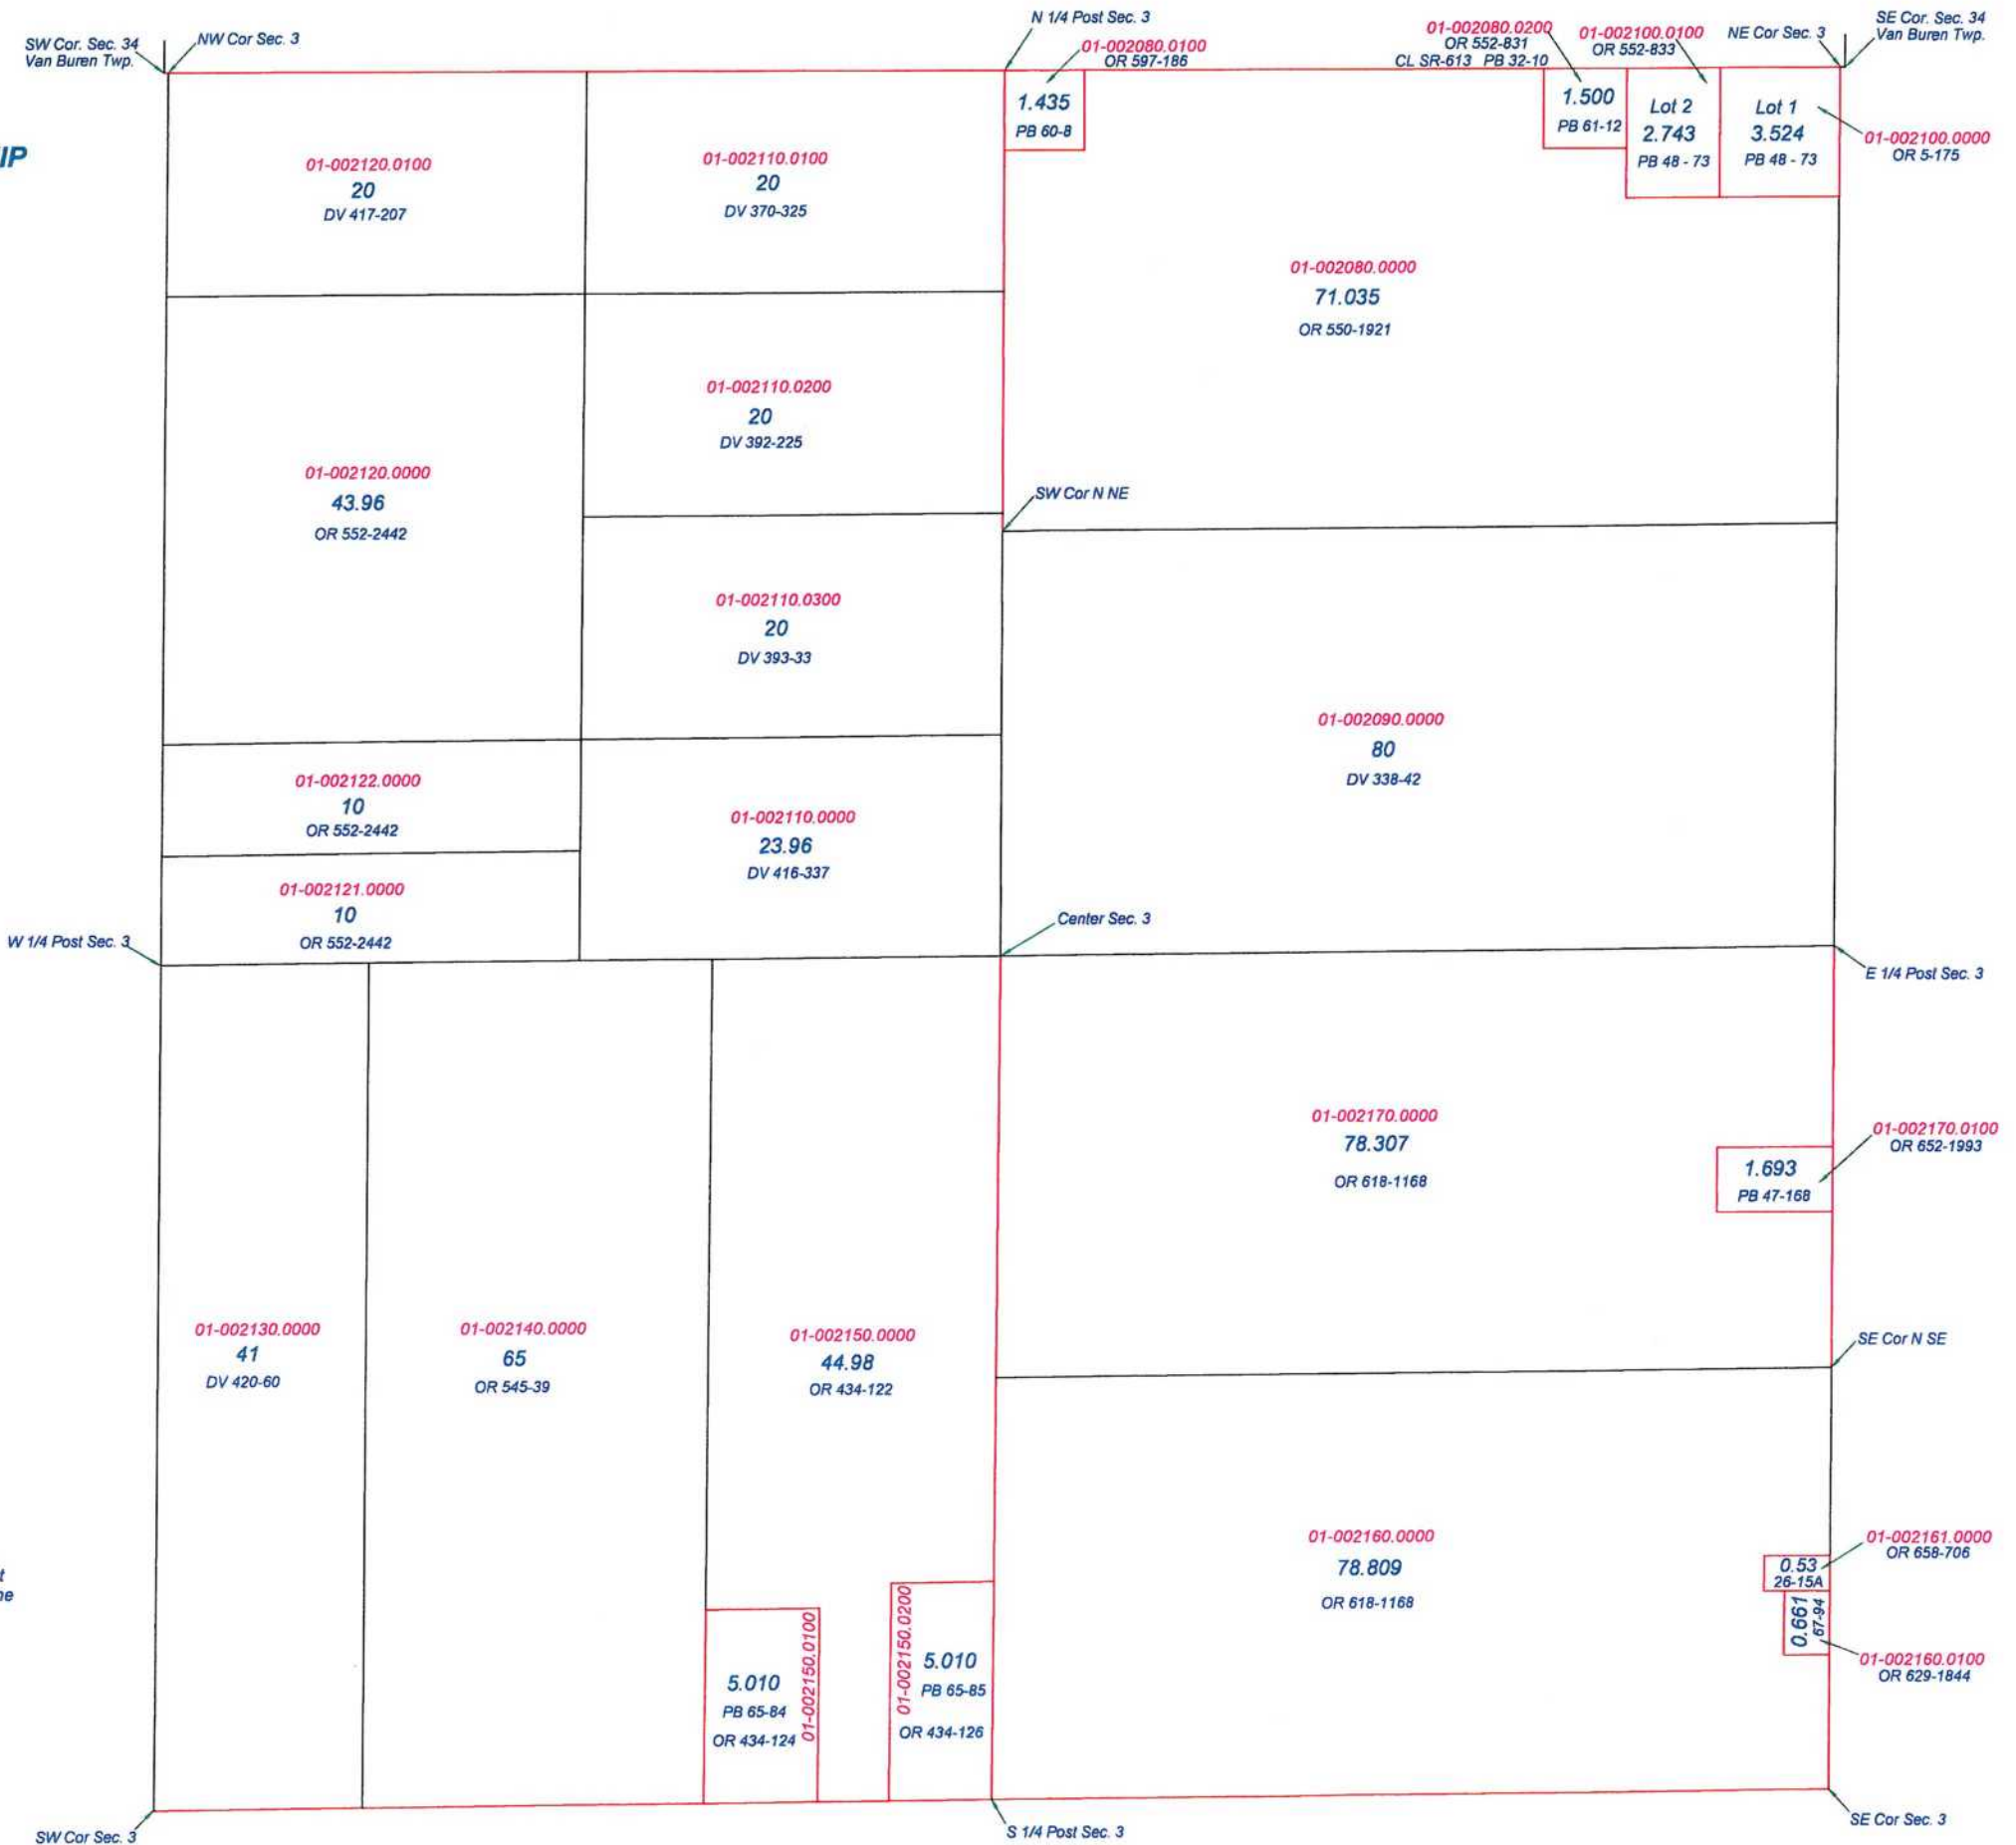 SW Cor. Sec. 34
Van Buren Twp.
NW Cor Sec. 3
N 1/4 Post Sec. 3
01-002080.0100
OR 597-186
01-002080.0200
OR 552-831
CL SR-613 PB 32-10
01-002100.0100
OR 552-833
NE Cor Sec. 3
SE Cor. Sec. 34
Van Buren Twp.
IP
01-002120.0100
20
DV 417-207
01-002110.0100
20
DV 370-325
1.435
PB 60-8
1.500
PB 61-12
Lot 2
2.743
PB 48 - 73
Lot 1
3.524
PB 48 - 73
01-002100.0000
OR 5-175
01-002080.0000
71.035
OR 550-1921
01-002110.0200
20
DV 392-225
01-002120.0000
43.96
OR 552-2442
SW Cor N NE
01-002110.0300
20
DV 393-33
01-002090.0000
80
DV 338-42
01-002122.0000
10
OR 552-2442
01-002110.0000
23.96
DV 416-337
01-002121.0000
10
OR 552-2442
W 1/4 Post Sec. 3
Center Sec. 3
E 1/4 Post Sec. 3
01-002170.0000
78.307
OR 618-1168
01-002170.0100
OR 652-1993
1.693
PB 47-168
01-002130.0000
41
DV 420-60
01-002140.0000
65
OR 545-39
01-002150.0000
44.98
OR 434-122
SE Cor N SE
01-002160.0000
78.809
OR 618-1168
01-002161.0000
OR 658-706
0.53
26-15A
0.661
67-94
01-002160.0100
OR 629-1844
t
ne
5.010
PB 65-84
OR 434-124
01-002150.0100
01-002150.0200
5.010
PB 65-85
OR 434-126
SW Cor Sec. 3
S 1/4 Post Sec. 3
SE Cor Sec. 3